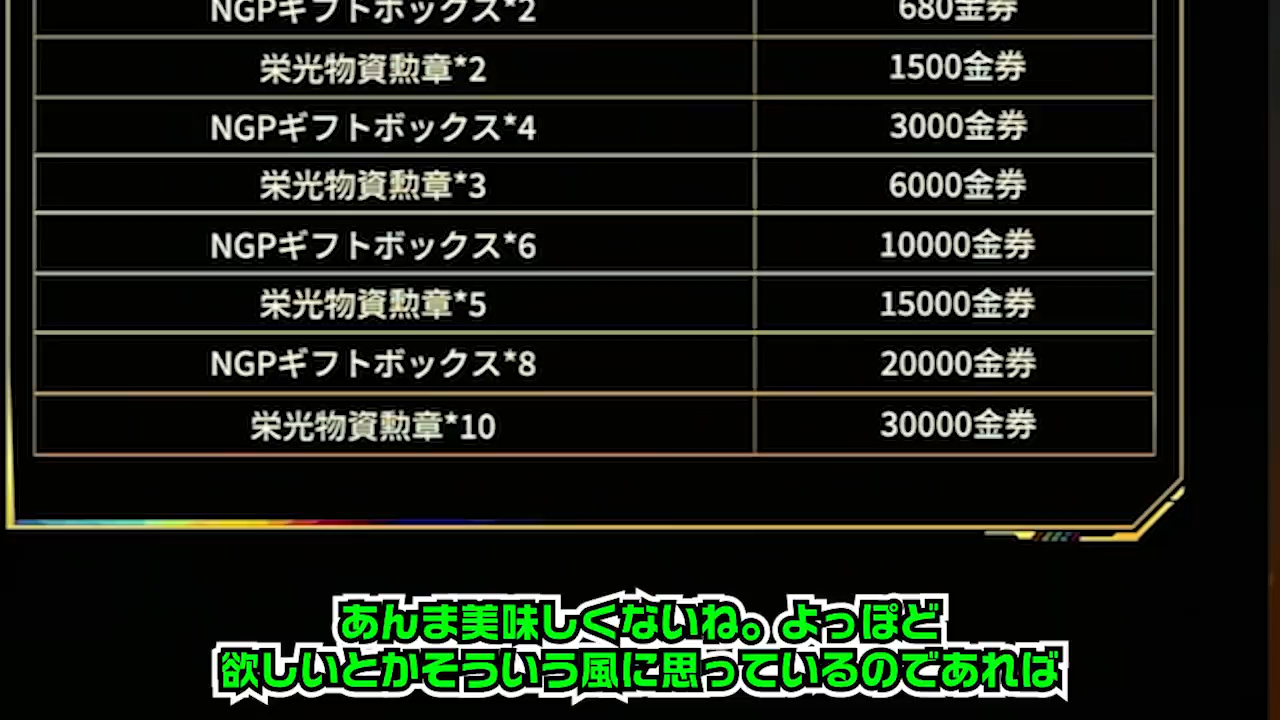 NGPギフトボックス*2 680金券
栄光物資勲章*2 1500金券
NGPギフトボックス*4 3000金券
栄光物資勲章*3 6000金券
NGPギフトボックス*6 10000金券
栄光物資勲章*5 15000金券
NGPギフトボックス*8 20000金券
栄光物資勲章*10 30000金券
あんま美味しくないね。よっぽど
欲しいとかそういう風に思っているのであれば